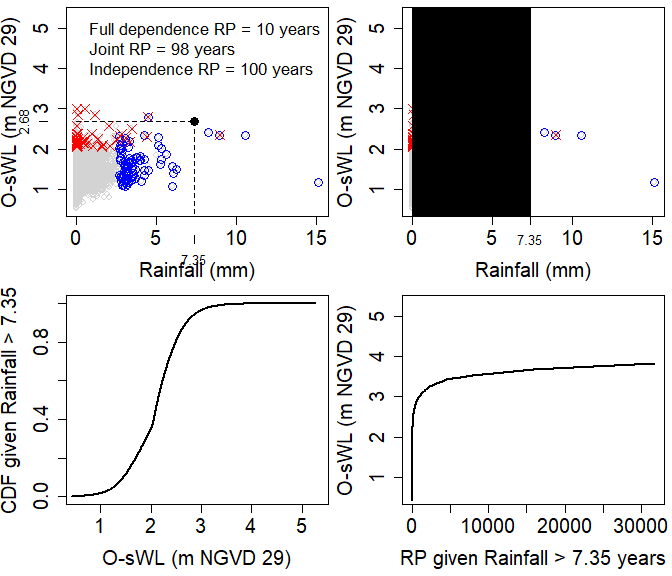 Full dependence RP = 10 years
Joint RP = 98 years
Independence RP = 100 years
O-sWL (m NGVD 29)
1 2 3 4 5
2.68
0 5 10 15
7.35
Rainfall (mm)
O-sWL (m NGVD 29)
1 2 3 4 5
0 5 10 15
7.35
Rainfall (mm)
CDF given Rainfall > 7.35
0.0 0.4 0.8
1 2 3 4 5
O-sWL (m NGVD 29)
O-sWL (m NGVD 29)
1 2 3 4 5
0 10000 20000 30000
RP given Rainfall > 7.35 years